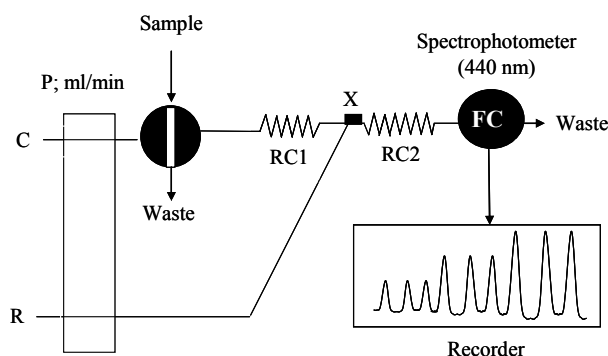 Sample
Spectrophotometer
(440 nm)
P; ml/min
X
C
FC
Waste
RC1
RC2
Waste
R
Recorder